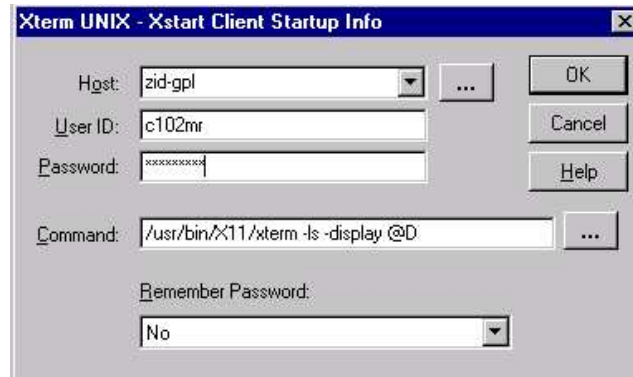 Xterm UNIX - Xstart Client Startup Info
Host: zid-gpl ... OK
User ID: c102mr Cancel
Password: ********* Help
Command: /usr/bin/X11/xterm -ls -display @D ...
Remember Password:
No